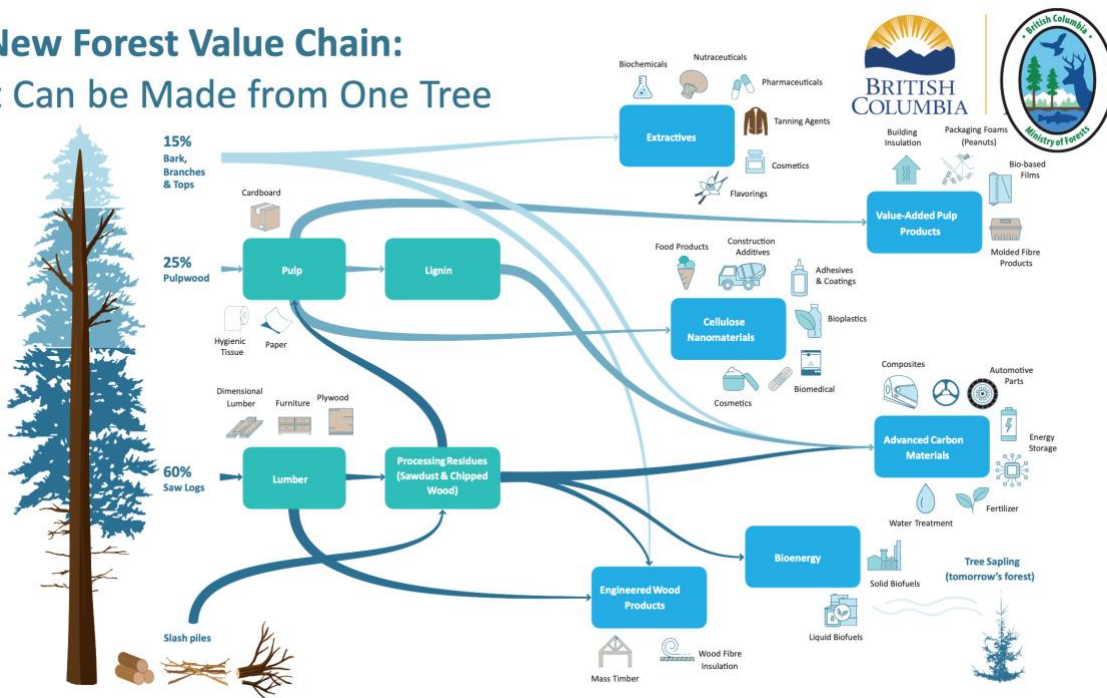 New Forest Value Chain:
Can be Made from One Tree
BRITISH
COLUMBIA
British Columbia
Ministry of Forests
15%
Bark,
Branches
& Tops
25%
Pulpwood
60%
Saw Logs
Slash piles
Cardboard
Pulp
Hygienic
Tissue
Paper
Lignin
Dimensional
Lumber
Furniture
Plywood
Lumber
Processing Residues
(Sawdust & Chipped
Wood)
Biochemicals
Nutraceuticals
Pharmaceuticals
Extractives
Tanning Agents
Cosmetics
Flavorings
Building
Insulation
Packaging Foams
(Peanuts)
Bio-based
Films
Value-Added Pulp
Products
Molded Fibre
Products
Food Products
Construction
Additives
Adhesives
& Coatings
Cellulose
Nanomaterials
Bioplastics
Biomedical
Cosmetics
Composites
Automotive
Parts
Advanced Carbon
Materials
Energy
Storage
Fertilizer
Water Treatment
Bioenergy
Solid Biofuels
Liquid Biofuels
Engineered Wood
Products
Mass Timber
Wood Fibre
Insulation
Tree Sapling
(tomorrow's forest)